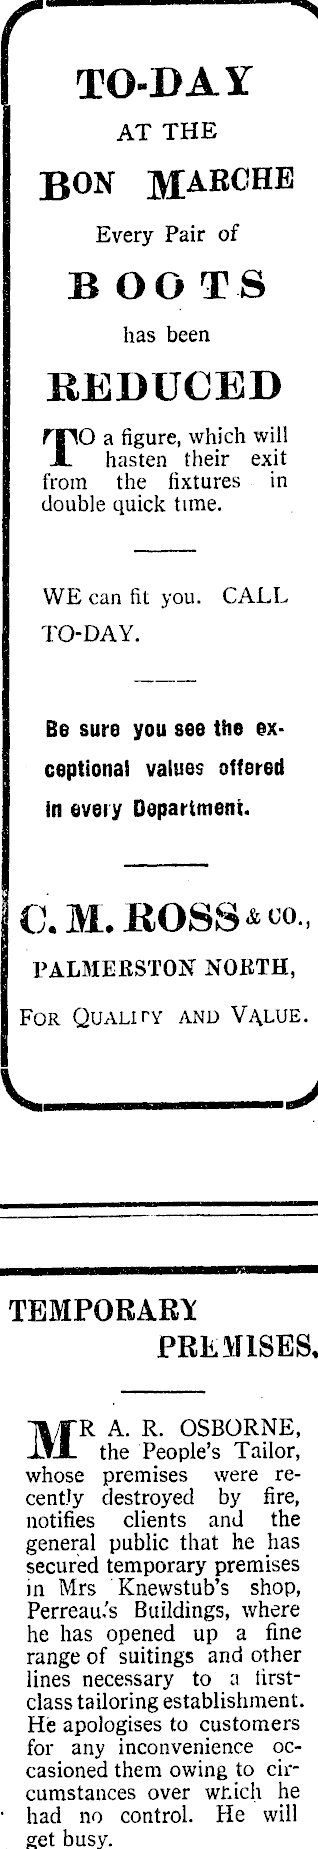 TO-DAY
AT THE
BON MARCHE
Every Pair of
BOOTS
has been
REDUCED
TO a figure, which will
hasten their exit
from the fixtures in
double quick time.
WE can fit you. CALL
TO-DAY.
Be sure you see the ex-
ceptional values offered
in every Department.
C. M. ROSS & CO.,
PALMERSTON NORTH,
FOR QUALITY AND VALUE.
TEMPORARY
PREMISES.
MR A. R. OSBORNE,
the People's Tailor,
whose premises were re-
cently destroyed by fire,
notifies clients and the
general public that he has
secured temporary premises
in Mrs Knewstub's shop,
Perreau's Buildings, where
he has opened up a fine
range of suitings and other
lines necessary to a first-
class tailoring establishment.
He apologises to customers
for any inconvenience oc-
casioned them owing to cir-
cumstances over which he
had no control. He will
get busy.